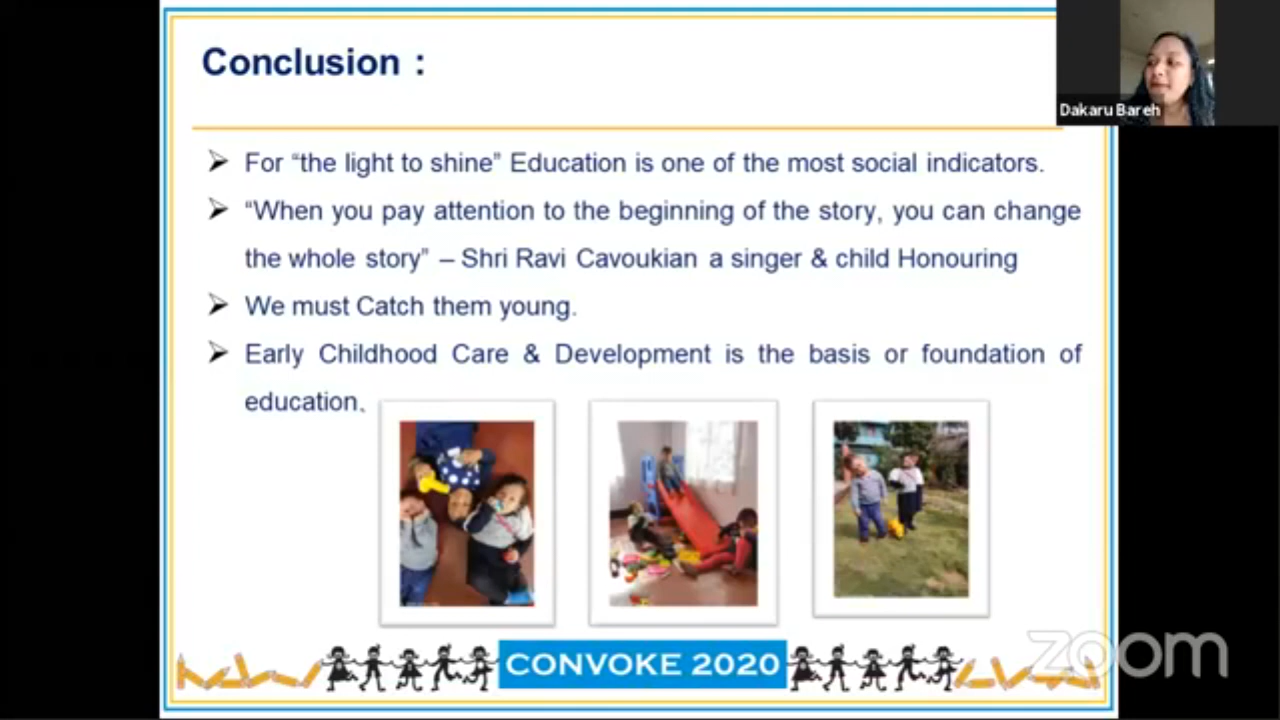 Conclusion :
Dakaru Bareh
➢ For “the light to shine” Education is one of the most social indicators.
➢ “When you pay attention to the beginning of the story, you can change
the whole story” – Shri Ravi Cavoukian a singer & child Honouring
➢ We must Catch them young.
➢ Early Childhood Care & Development is the basis or foundation of
education.
CONVOKE 2020
zoom